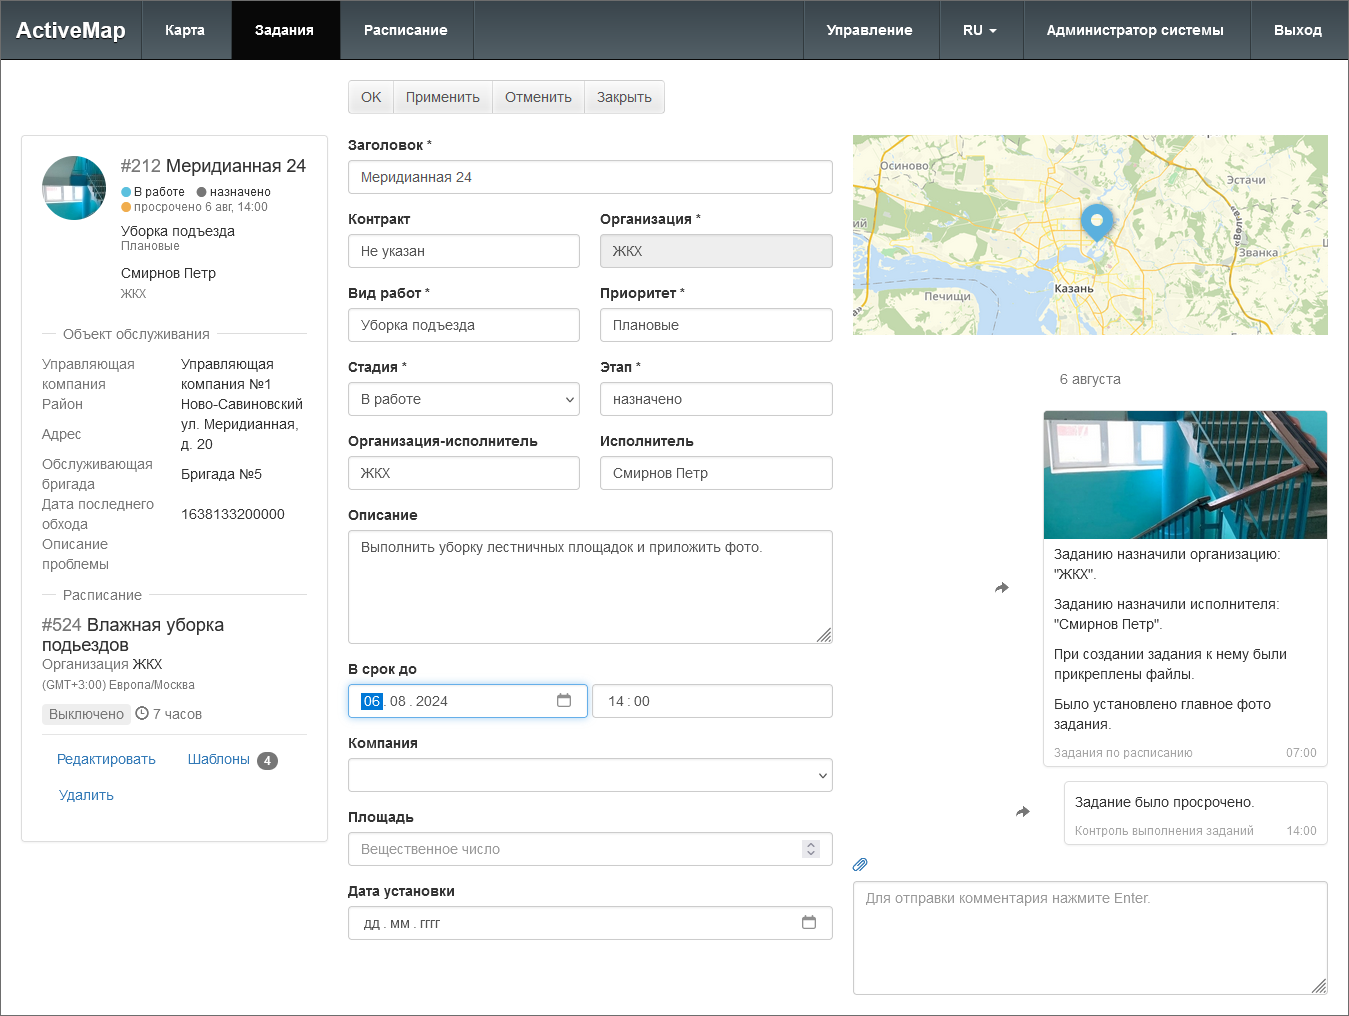 ActiveMap Карта Задания Расписание Управление RU Администратор системы Выход
OK Применить Отменить Закрыть
#212 Меридианная 24
В работе назначено
просрочено 6 авг, 14:00
Уборка подъезда
Плановые
Смирнов Петр
ЖКХ
Объект обслуживания
Управляющая компания
Управляющая компания №1
Район
Ново-Савиновский
Адрес
ул. Меридианная, д. 20
Обслуживающая бригада
Бригада №5
Дата последнего обхода
1638133200000
Описание проблемы
Расписание
#524 Влажная уборка
подьездов
Организация ЖКХ
(GMT+3:00) Европа/Москва
Выключено 7 часов
Редактировать Шаблоны 4
Удалить
Заголовок *
Меридианная 24
Контракт
Не указан
Организация *
ЖКХ
Вид работ *
Уборка подъезда
Приоритет *
Плановые
Стадия *
В работе
Этап *
назначено
Организация-исполнитель
ЖКХ
Исполнитель
Смирнов Петр
Описание
Выполнить уборку лестничных площадок и приложить фото.
В срок до
06 . 08 . 2024
14 : 00
Компания
Площадь
Вещественное число
Дата установки
дд . мм . гггг
Осиново
Эстачи
"Волга"
Званка
Казань
Печищи
6 августа
Заданию назначили организацию:
"ЖКХ".
Заданию назначили исполнителя:
"Смирнов Петр".
При создании задания к нему были
прикреплены файлы.
Было установлено главное фото
задания.
Задания по расписанию 07:00
Задание было просрочено.
Контроль выполнения заданий 14:00
Для отправки комментария нажмите Enter.